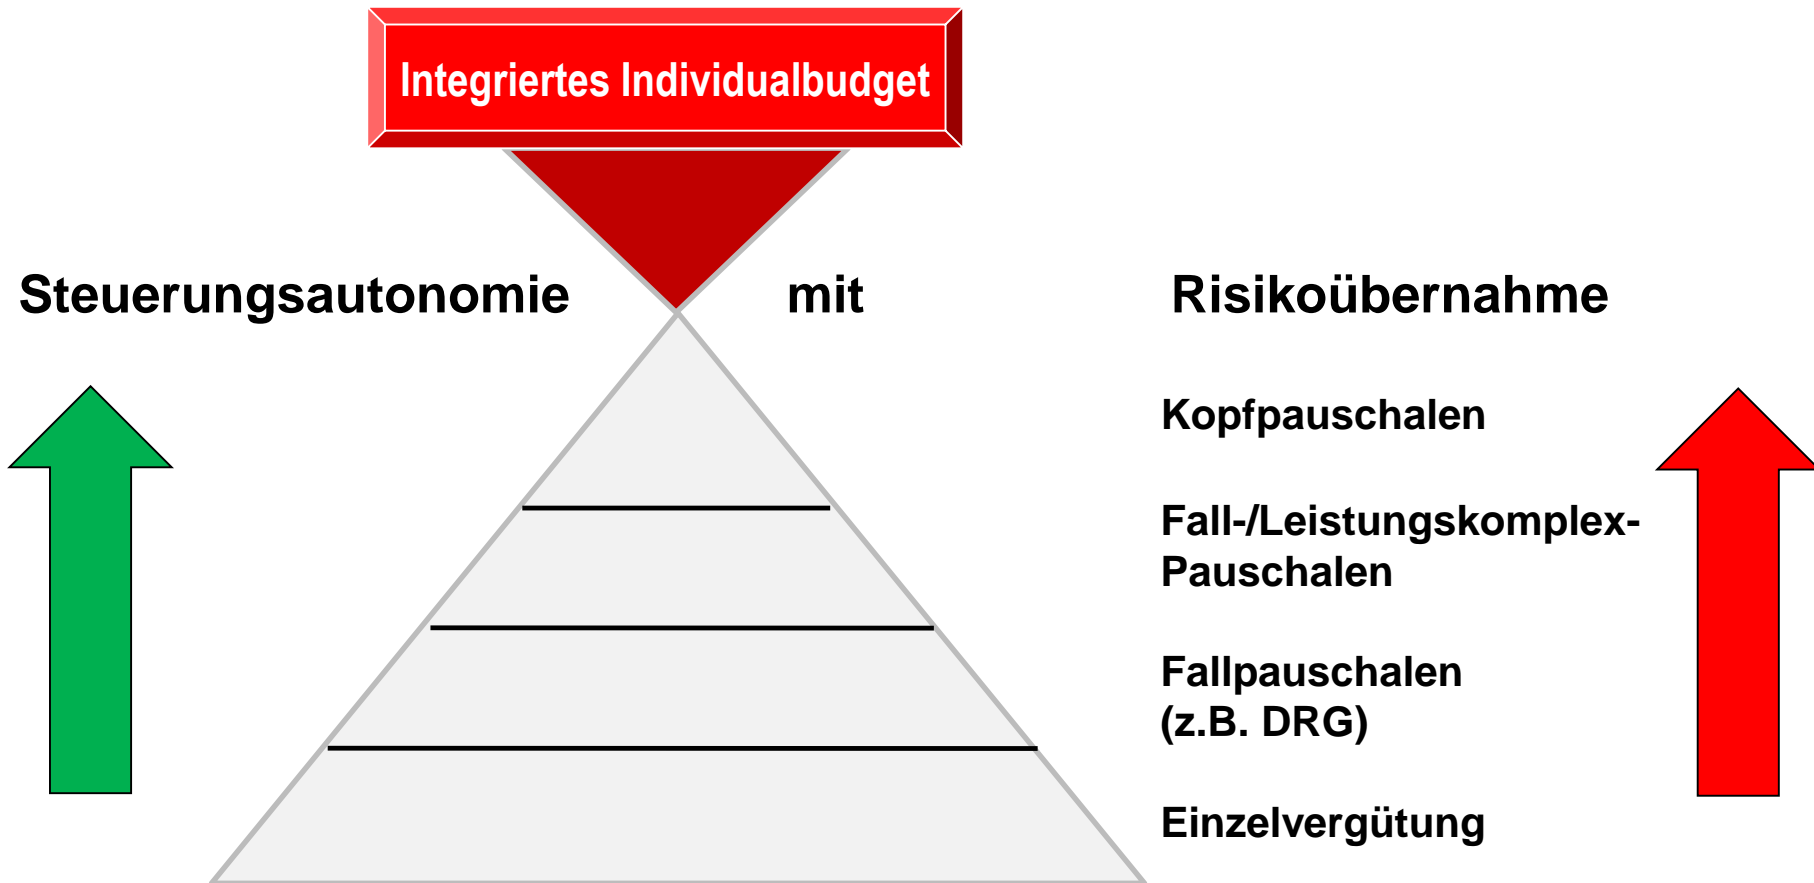 Integriertes Individualbudget
Steuerungsautonomie mit Risikoübernahme
Kopfpauschalen
Fall-/Leistungskomplex-
Pauschalen
Fallpauschalen
(z.B. DRG)
Einzelvergütung